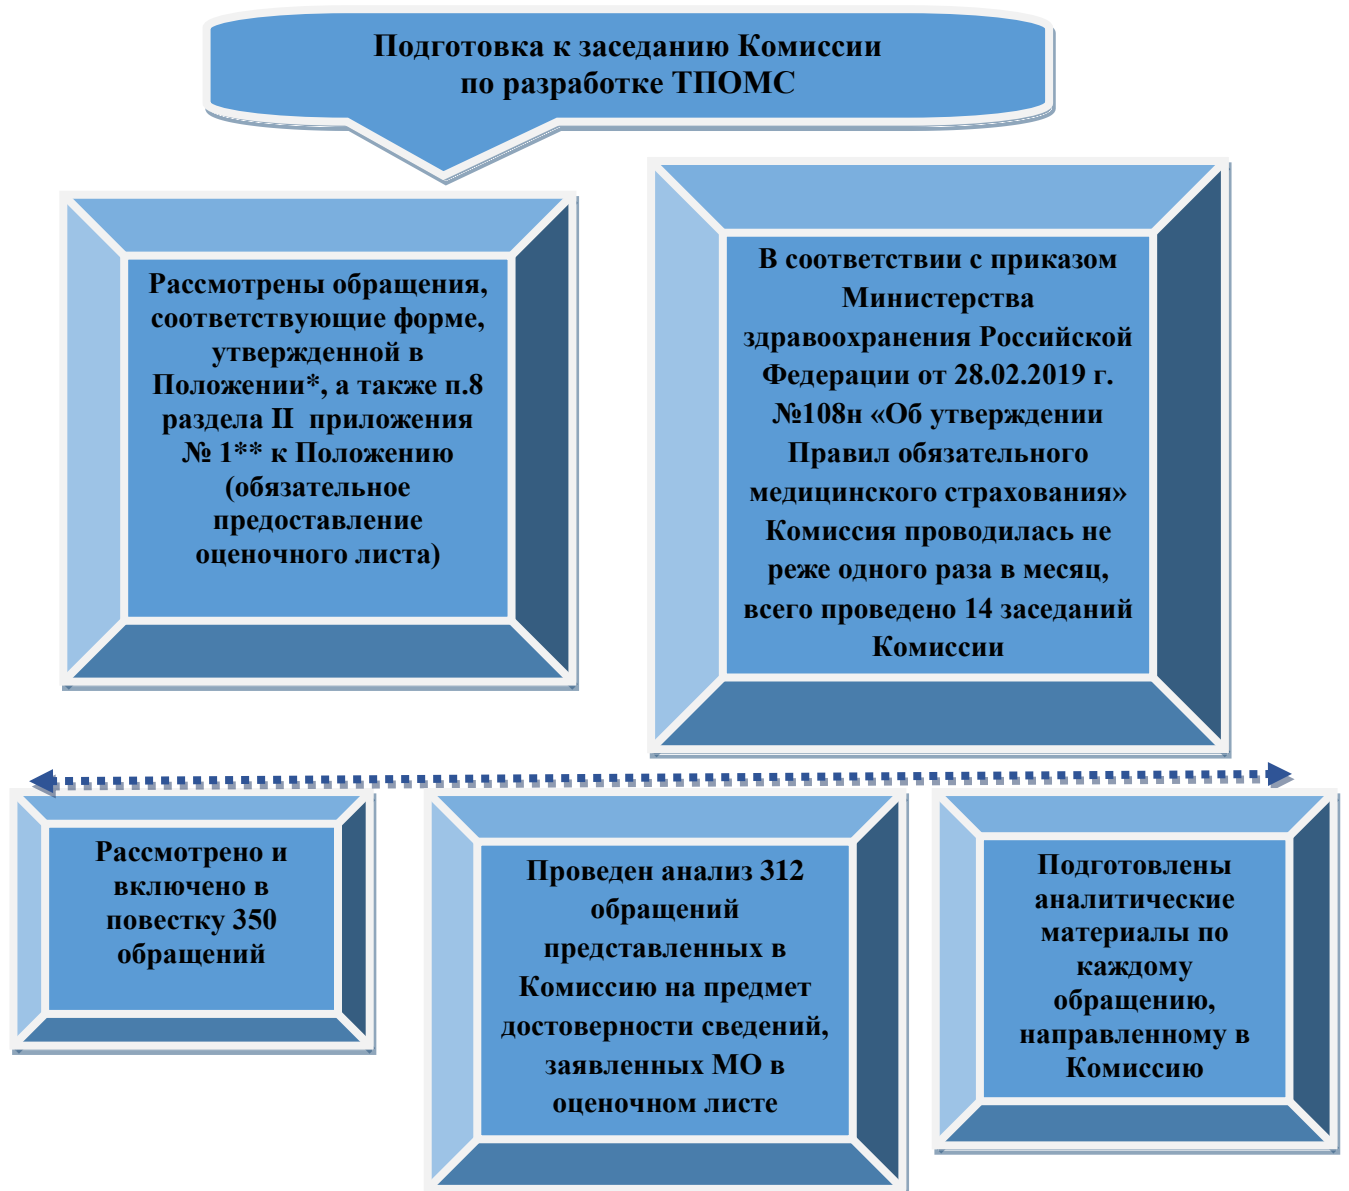 Подготовка к заседанию Комиссии
по разработке ТПОМС
Рассмотрены обращения,
соответствующие форме,
утвержденной в
Положении*, а также п.8
раздела II приложения
№ 1** к Положению
(обязательное
предоставление
оценочного листа)
В соответствии с приказом
Министерства
здравоохранения Российской
Федерации от 28.02.2019 г.
№108н «Об утверждении
Правил обязательного
медицинского страхования»
Комиссия проводилась не
реже одного раза в месяц,
всего проведено 14 заседаний
Комиссии
Рассмотрено и
включено в
повестку 350
обращений
Проведен анализ 312
обращений
представленных в
Комиссию на предмет
достоверности сведений,
заявленных МО в
оценочном листе
Подготовлены
аналитические
материалы по
каждому
обращению,
направленному в
Комиссию